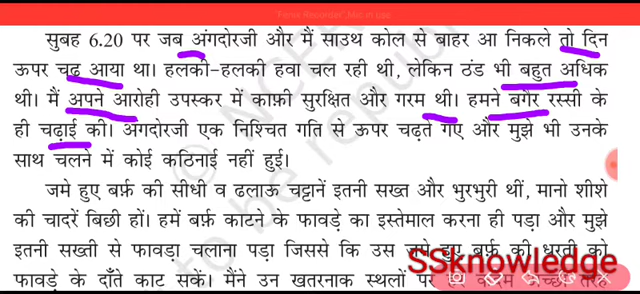 सुबह 6.20 पर जब अंगदोरजी और मैं साउथ कोल से बाहर आ निकले तो दिन
ऊपर चढ़ आया था। हलकी-हलकी हवा चल रही थी, लेकिन ठंड भी बहुत अधिक
थी। मैं अपने आरोही उपस्कर में काफ़ी सुरक्षित और गरम थी। हमने बगैर रस्सी के
ही चढ़ाई की। अंगदोरजी एक निश्चित गति से ऊपर चढ़ते गए और मुझे भी उनके
साथ चलने में कोई कठिनाई नहीं हुई।
जमे हुए बर्फ़ की सीधी व ढलाऊ चट्टानें इतनी सख्त और भुरभुरी थीं, मानो शीशे
की चादरें बिछी हों। हमें बर्फ़ काटने के फावड़े का इस्तेमाल करना ही पड़ा और मुझे
इतनी सख्ती से फावड़ा चलाना पड़ा जिससे कि उस जमे हुए बर्फ़ की धरती को
फावड़े के दाँते काट सकें। मैंने उन खतरनाक स्थलों पर
SSknowledge